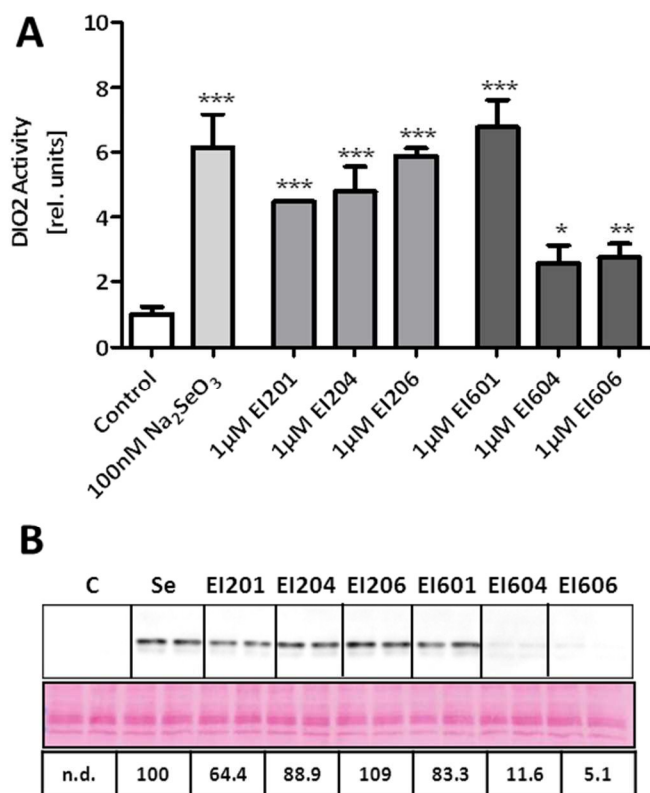 A
DIO2 Activity
[rel. units]
10
8
6
4
2
0
***
***
***
***
***
*
**
Control
100nM Na₂SeO₃
1µM EI201
1µM EI204
1µM EI206
1µM EI601
1µM EI604
1µM EI606
B
C Se EI201 EI204 EI206 EI601 EI604 EI606
n.d. 100 64.4 88.9 109 83.3 11.6 5.1